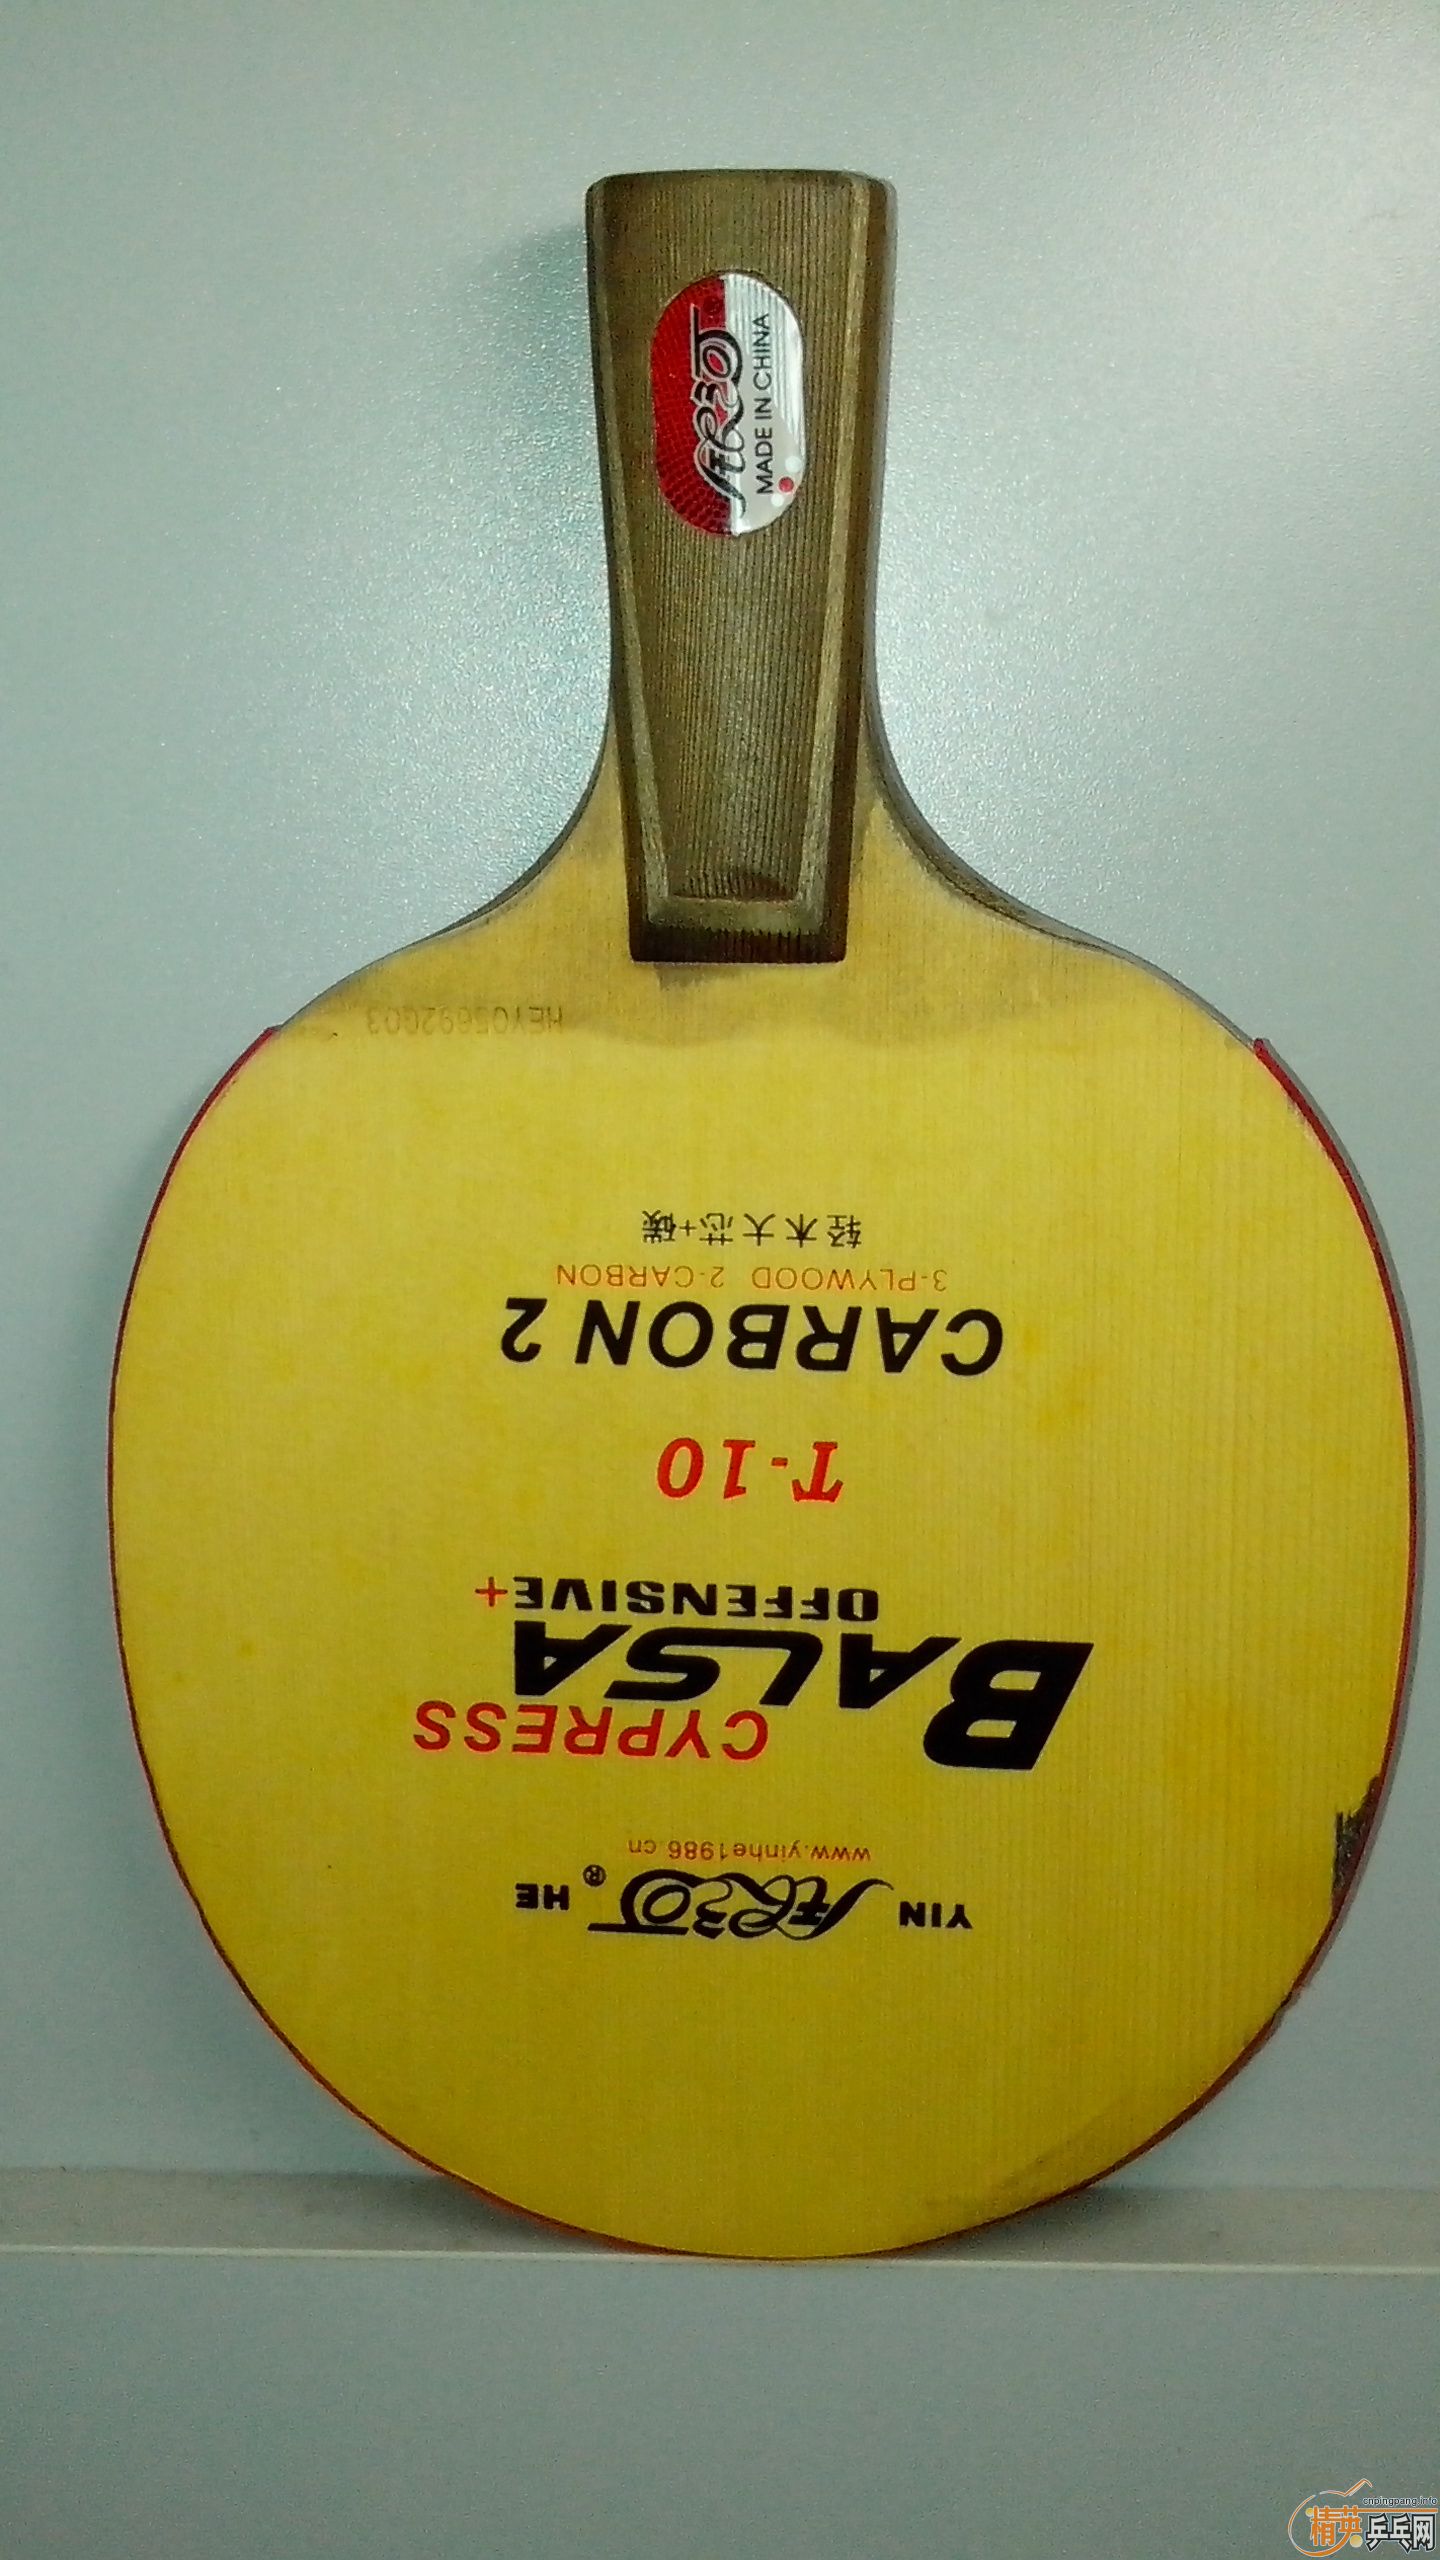 YIN HE ®
www.yinhe1986.cn
CYPRESS
BALSA
OFFENSIVE+
T-10
CARBON 2
3-PLYWOOD 2-CARBON
轻木大芯+碳
MADE IN CHINA
cnpingpang.info
精英乒乓网